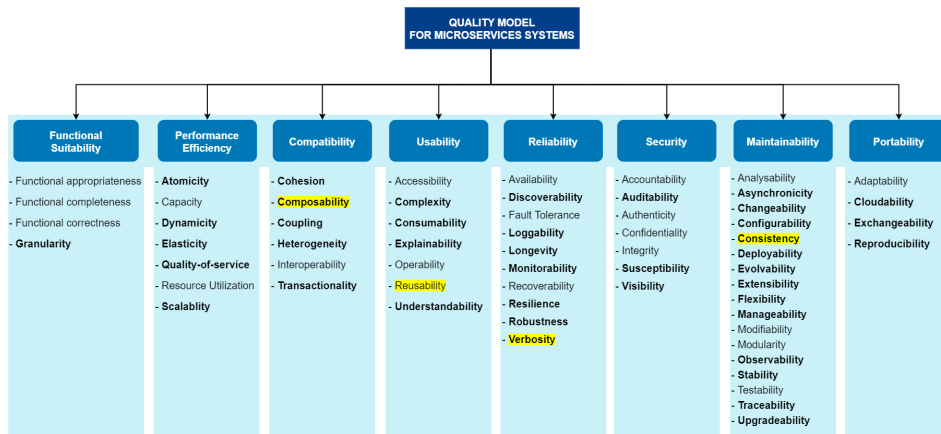 QUALITY MODEL
FOR MICROSERVICES SYSTEMS
Functional
Suitability
- Functional appropriateness
- Functional completeness
- Functional correctness
- Granularity
Performance
Efficiency
- Atomicity
- Capacity
- Dynamicity
- Elasticity
- Quality-of-service
- Resource Utilization
- Scalablity
Compatibility
- Cohesion
- Composability
- Coupling
- Heterogeneity
- Interoperability
- Transactionality
Usability
- Accessibility
- Complexity
- Consumability
- Explainability
- Operability
- Reusability
- Understandability
Reliability
- Availability
- Discoverability
- Fault Tolerance
- Loggability
- Longevity
- Monitorability
- Recoverability
- Resilience
- Robustness
- Verbosity
Security
- Accountability
- Auditability
- Authenticity
- Confidentiality
- Integrity
- Susceptibility
- Visibility
Maintainability
- Analysability
- Asynchronicity
- Changeability
- Configurability
- Consistency
- Deployability
- Evolvability
- Extensibility
- Flexibility
- Manageability
- Modifiability
- Modularity
- Observability
- Stability
- Testability
- Traceability
- Upgradeability
Portability
- Adaptability
- Cloudability
- Exchangeability
- Reproducibility